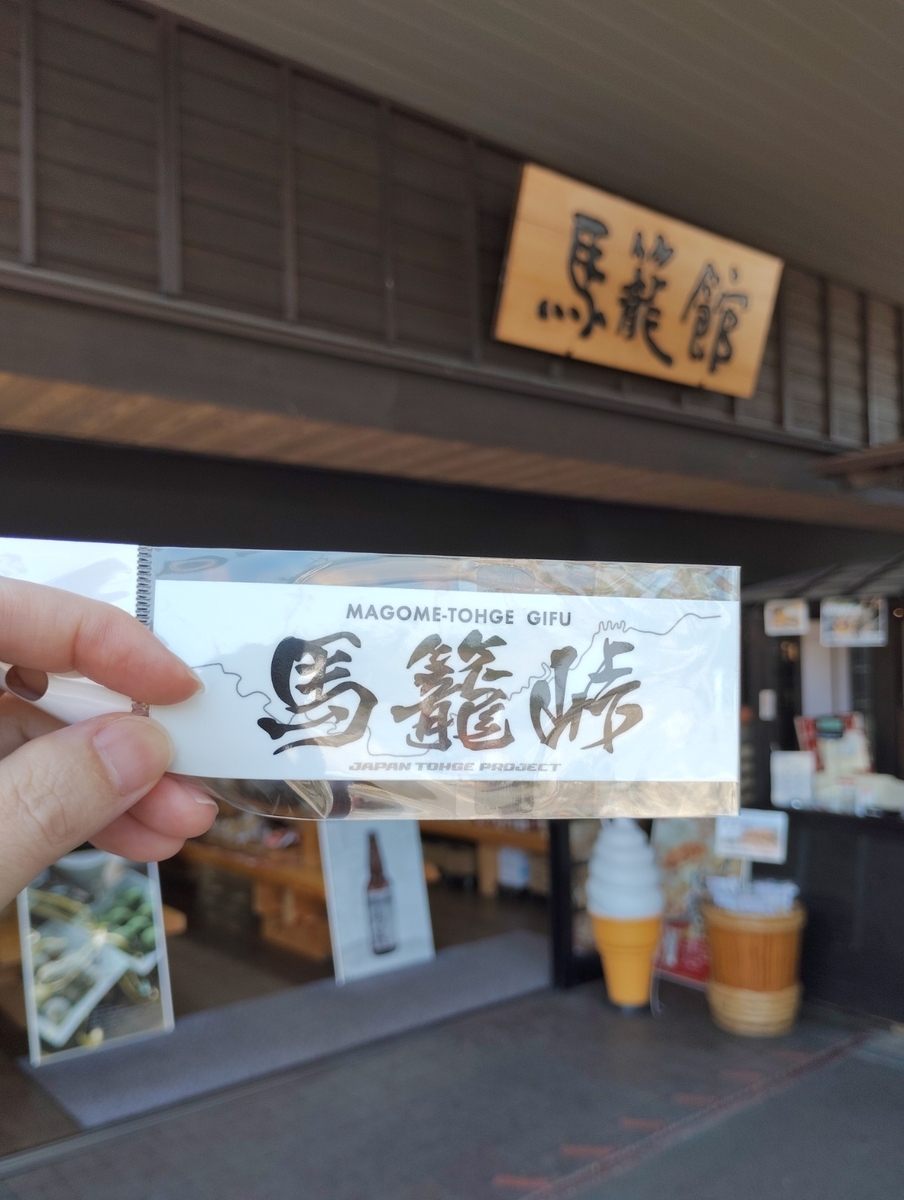 馬籠館
MAGOME-TOHGE GIFU
馬籠峠
JAPAN TOHGE PROJECT